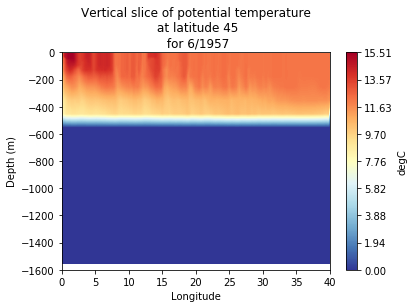 Vertical slice of potential temperature
at latitude 45
for 6/1957
0
−200
−400
−600
−800
−1000
−1200
−1400
−1600
Depth (m)
0 5 10 15 20 25 30 35 40
Longitude
15.51
13.57
11.63
9.70
7.76
5.82
3.88
1.94
0.00
degC